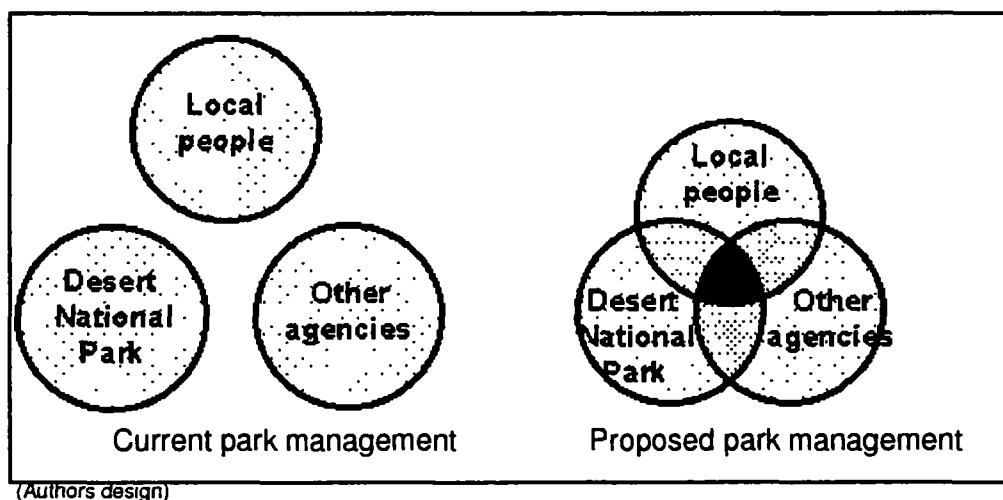 Local
people
Desert
National
Park
Other
agencies
Current park management
Local
people
Desert
National
Park
Other
agencies
Proposed park management
(Authors design)